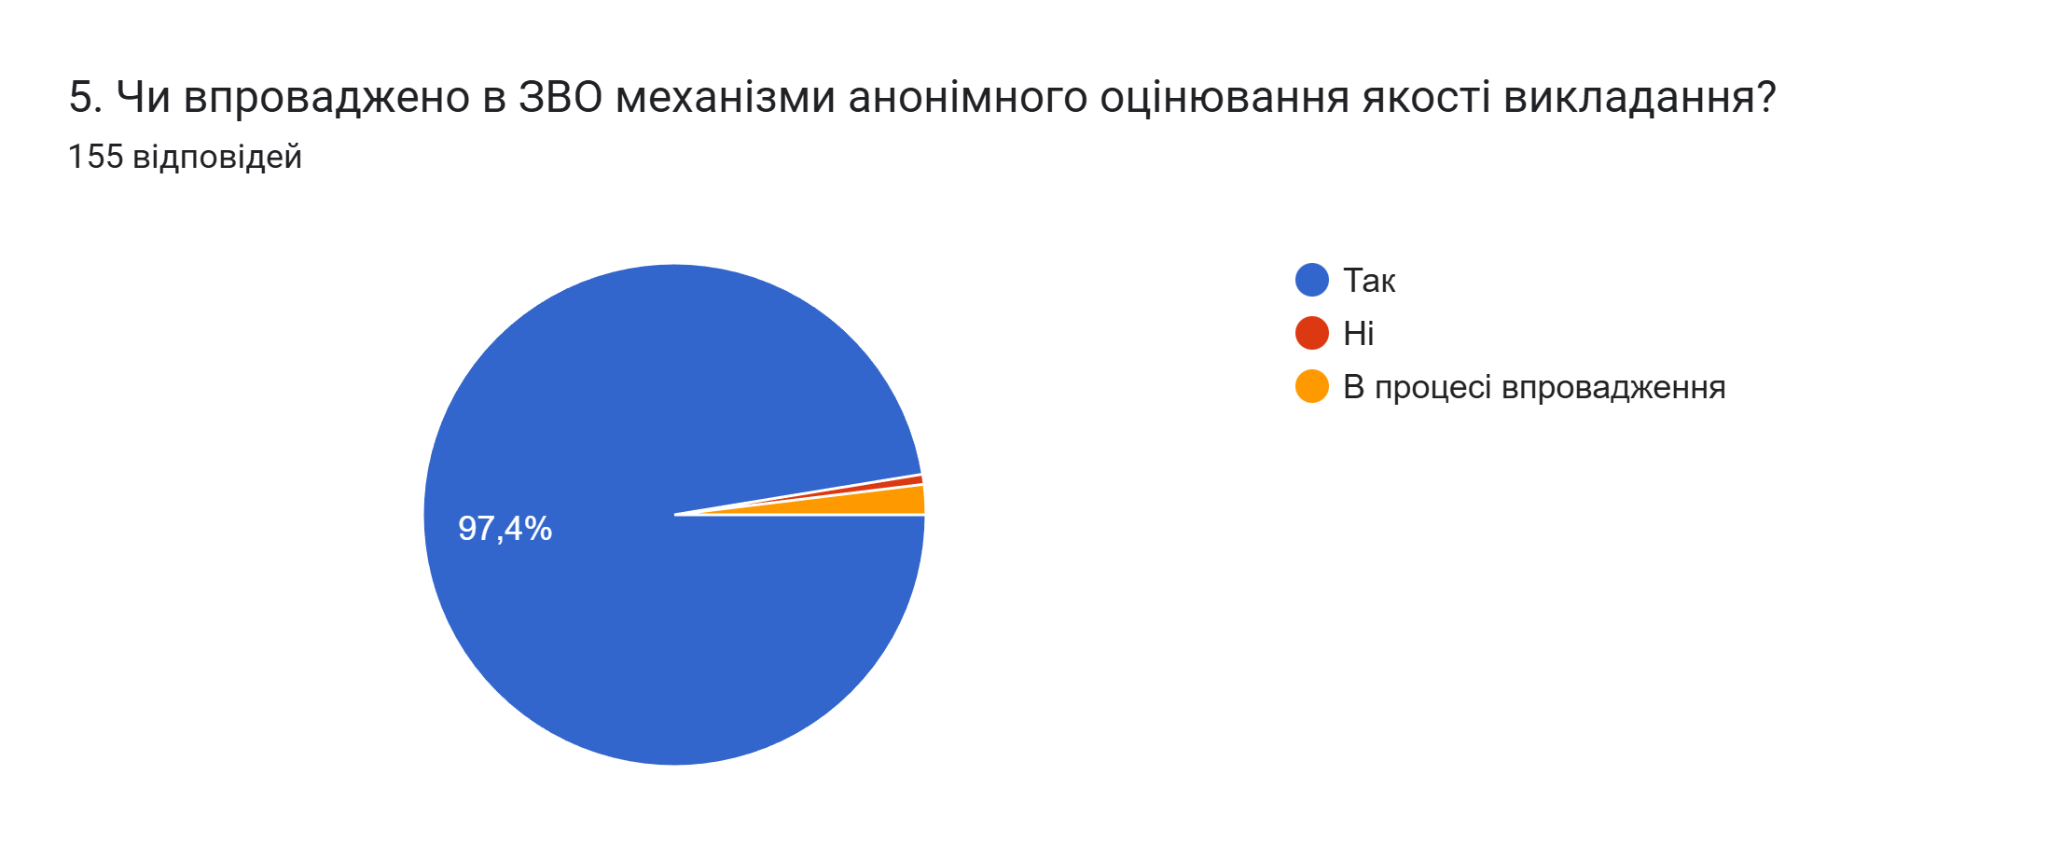 5. Чи впроваджено в ЗВО механізми анонімного оцінювання якості викладання?
155 відповідей
Так
Ні
В процесі впровадження
97,4%